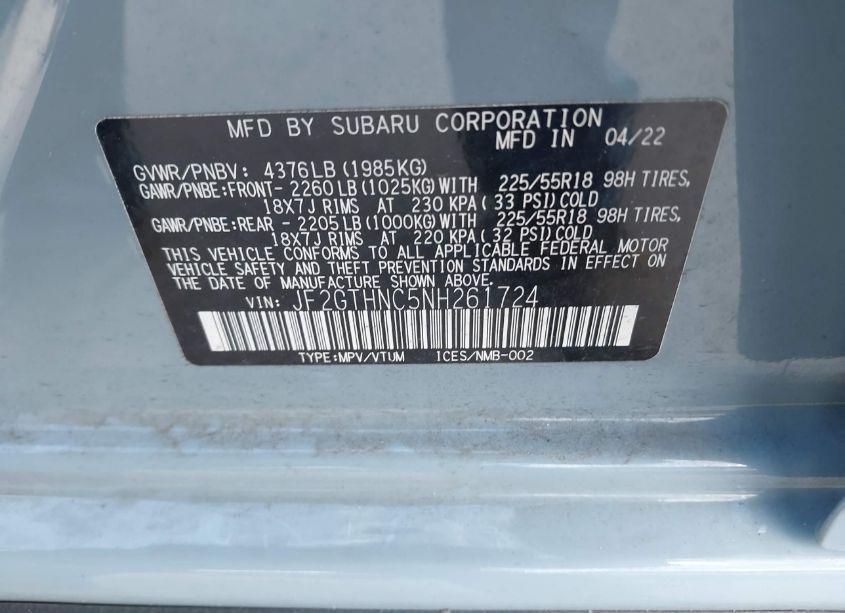 MFD BY SUBARU CORPORATION
MFD IN 04/22
GVWR/PNBV: 4376LB (1985KG)
GAWR/PNBE:FRONT- 2260 LB (1025KG) WITH 225/55R18 98H TIRES,
18X7J RIMS AT 230 KPA ( 33 PSI) COLD
GAWR/PNBE:REAR - 2205 LB (1000KG) WITH 225/55R18 98H TIRES,
18X7J RIMS AT 220 KPA ( 32 PSI) COLD
THIS VEHICLE CONFORMS TO ALL APPLICABLE FEDERAL MOTOR
VEHICLE SAFETY AND THEFT PREVENTION STANDARDS IN EFFECT ON
THE DATE OF MANUFACTURE SHOWN ABOVE.
VIN: JF2GTHNC5NH261724
TYPE:MPV/VTUM ICES/NMB-002